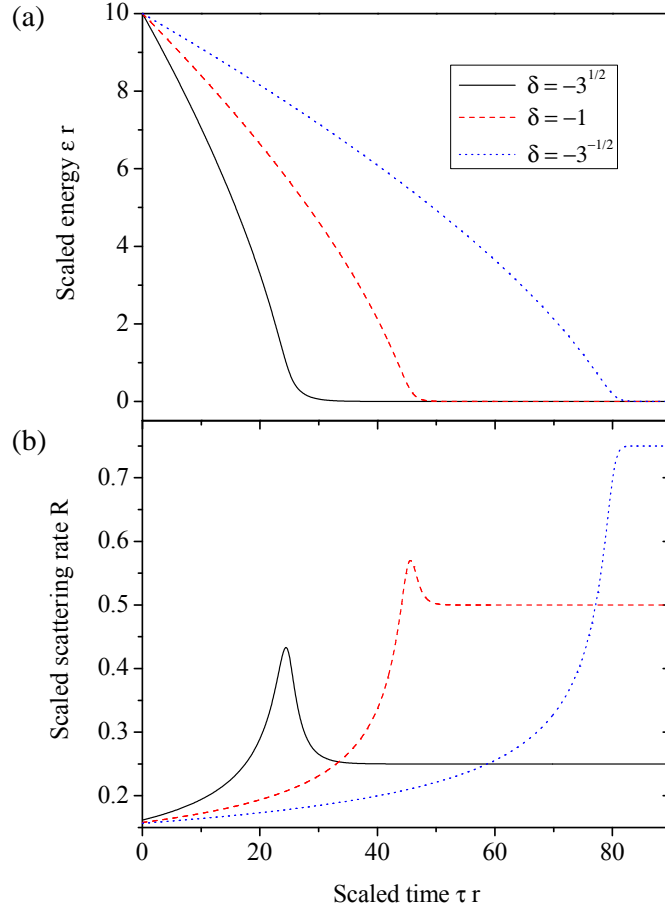 (a)
10
8
6
4
2
0
Scaled energy ε r
δ = −3^{1/2}
δ = −1
δ = −3^{-1/2}
(b)
0.7
0.6
0.5
0.4
0.3
0.2
Scaled scattering rate R
0 20 40 60 80
Scaled time τ r